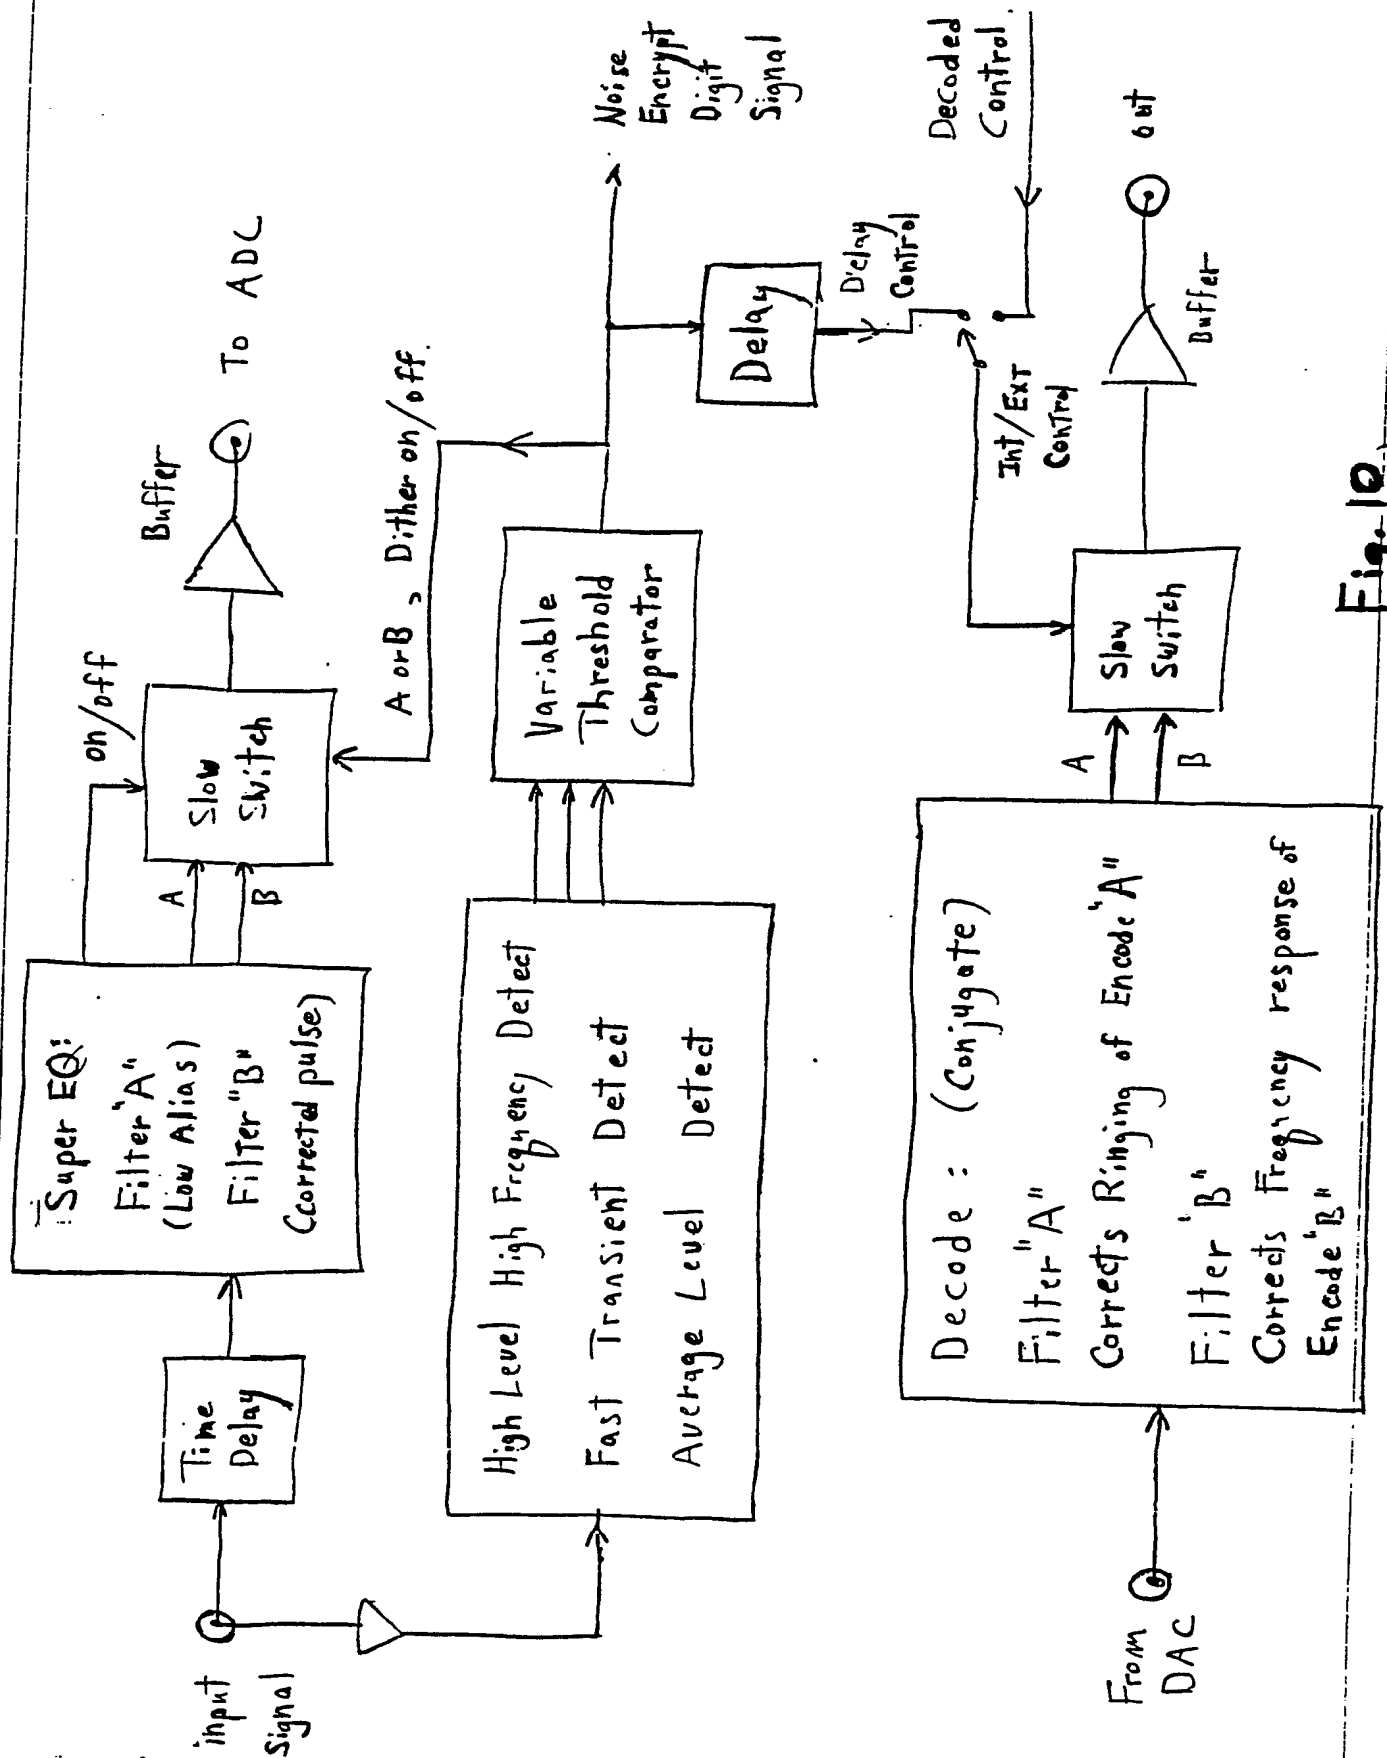 input
Signal
Time
Delay
Super EQ:
Filter "A"
(Low Alias)
Filter "B"
(corrected pulse)
on/off
A
B
Slow
Switch
Buffer
To ADC
A or B, Dither on/off.
High Level High Frequency Detect
Fast Transient Detect
Average Level Detect
Variable
Threshold
Comparator
Noise
Encrypt
Digit
Signal
Delay
Delay
Control
Decoded
Control.
Int/Ext
Control
From
DAC
Decode: (Conjugate)
Filter "A"
Corrects Ringing of Encode "A"
Filter "B"
Corrects Frequency response of
Encode "B"
A
B
Slow
Switch
Buffer
out
Fig. 10